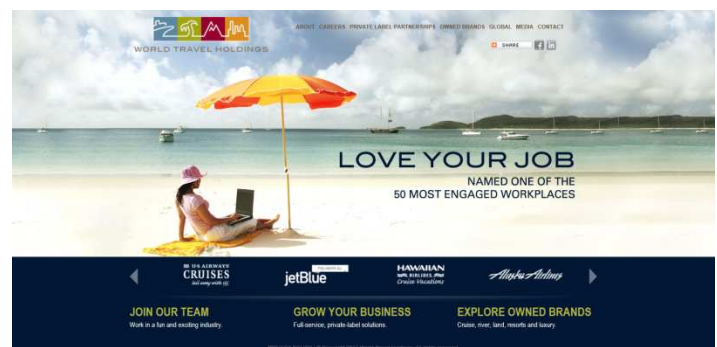 WORLD TRAVEL HOLDINGS
ABOUT CAREERS PRIVATE LABEL PARTNERSHIPS OWNED BRANDS GLOBAL MEDIA CONTACT
SHARE
LOVE YOUR JOB
NAMED ONE OF THE
50 MOST ENGAGED WORKPLACES
U·S AIRWAYS
CRUISES
jetBlue
HAWAIIAN
AIRLINES
Cruise Vacations
Alaska Airlines
JOIN OUR TEAM
GROW YOUR BUSINESS
EXPLORE OWNED BRANDS
Work in a fun and exciting industry.
Full-service, private-label solutions.
Cruise, river, land, resorts and luxury.